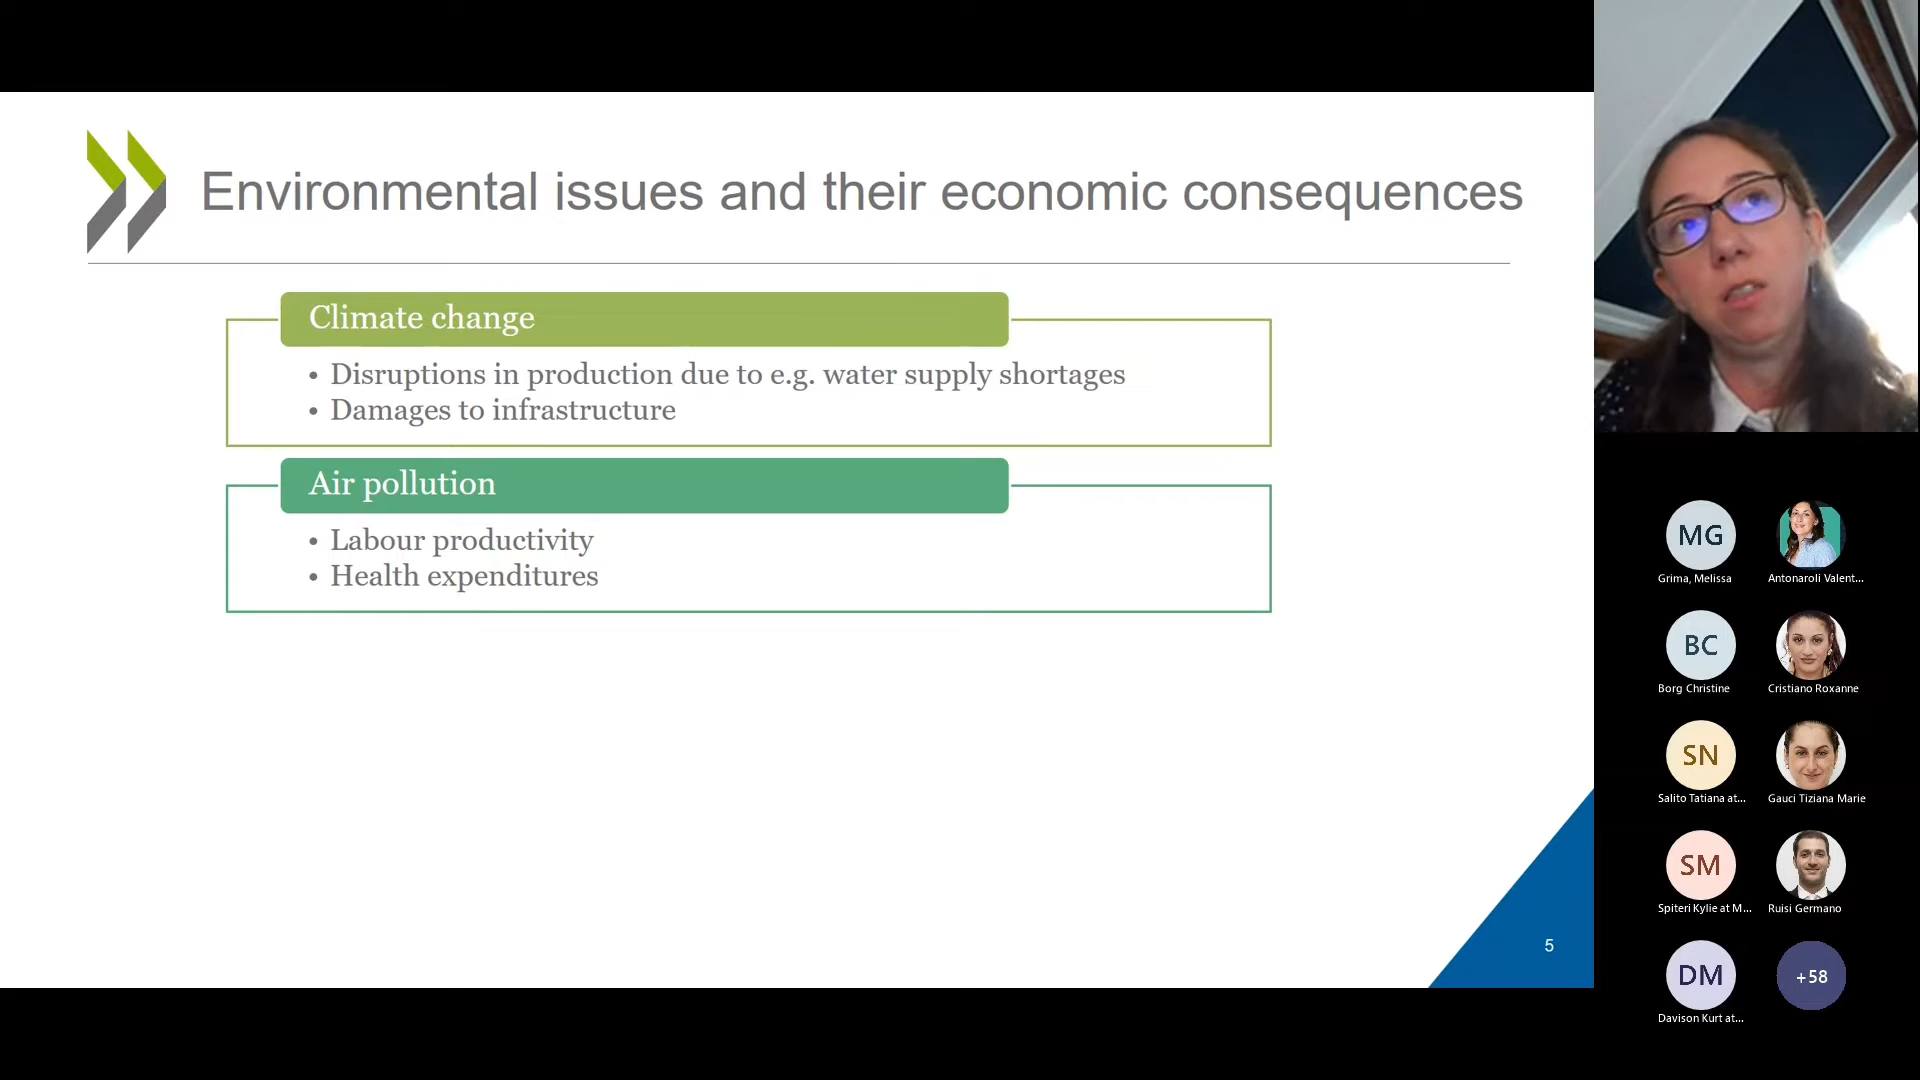 Environmental issues and their economic consequences
Climate change
• Disruptions in production due to e.g. water supply shortages
• Damages to infrastructure
Air pollution
• Labour productivity
• Health expenditures
5
MG
Grima, Melissa
Antonaroli Valent...
BC
Borg Christine
Cristiano Roxanne
SN
Salito Tatiana at...
Gauci Tiziana Marie
SM
Spiteri Kylie at M...
Ruisi Germano
DM
+58
Davison Kurt at...